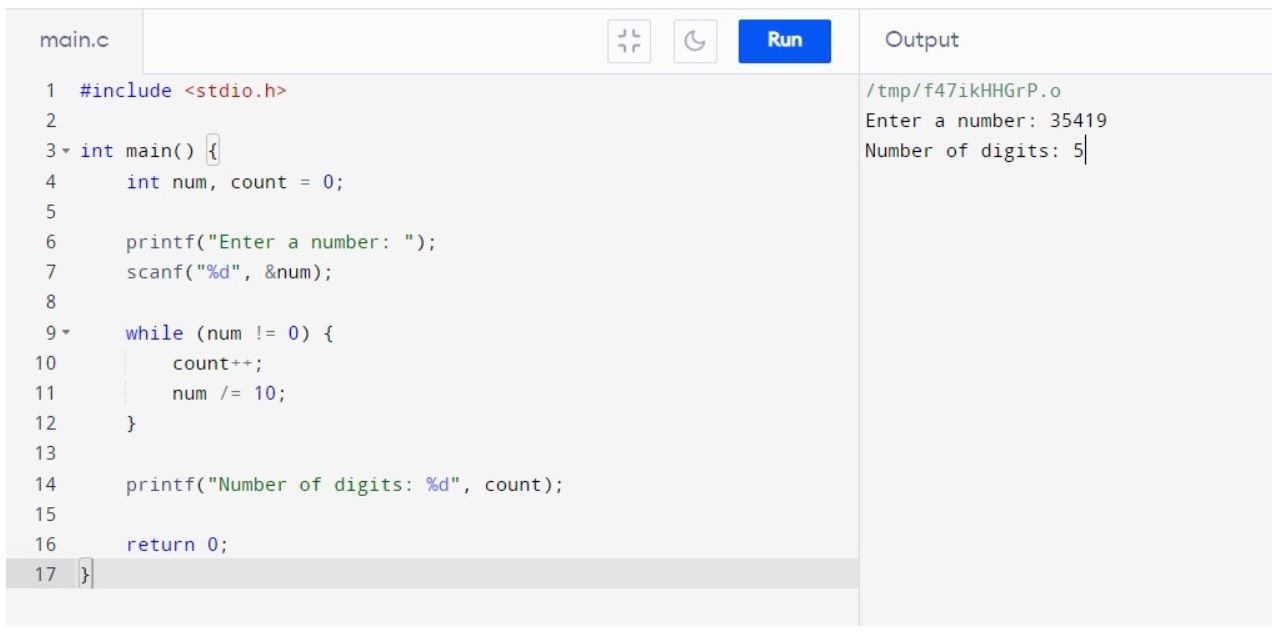 main.c
Run
Output
1 #include <stdio.h>
2
3 int main() {
4     int num, count = 0;
5
6     printf("Enter a number: ");
7     scanf("%d", &num);
8
9     while (num != 0) {
10         count++;
11         num /= 10;
12     }
13
14     printf("Number of digits: %d", count);
15
16     return 0;
17 }
/tmp/f47ikHHGrP.o
Enter a number: 35419
Number of digits: 5